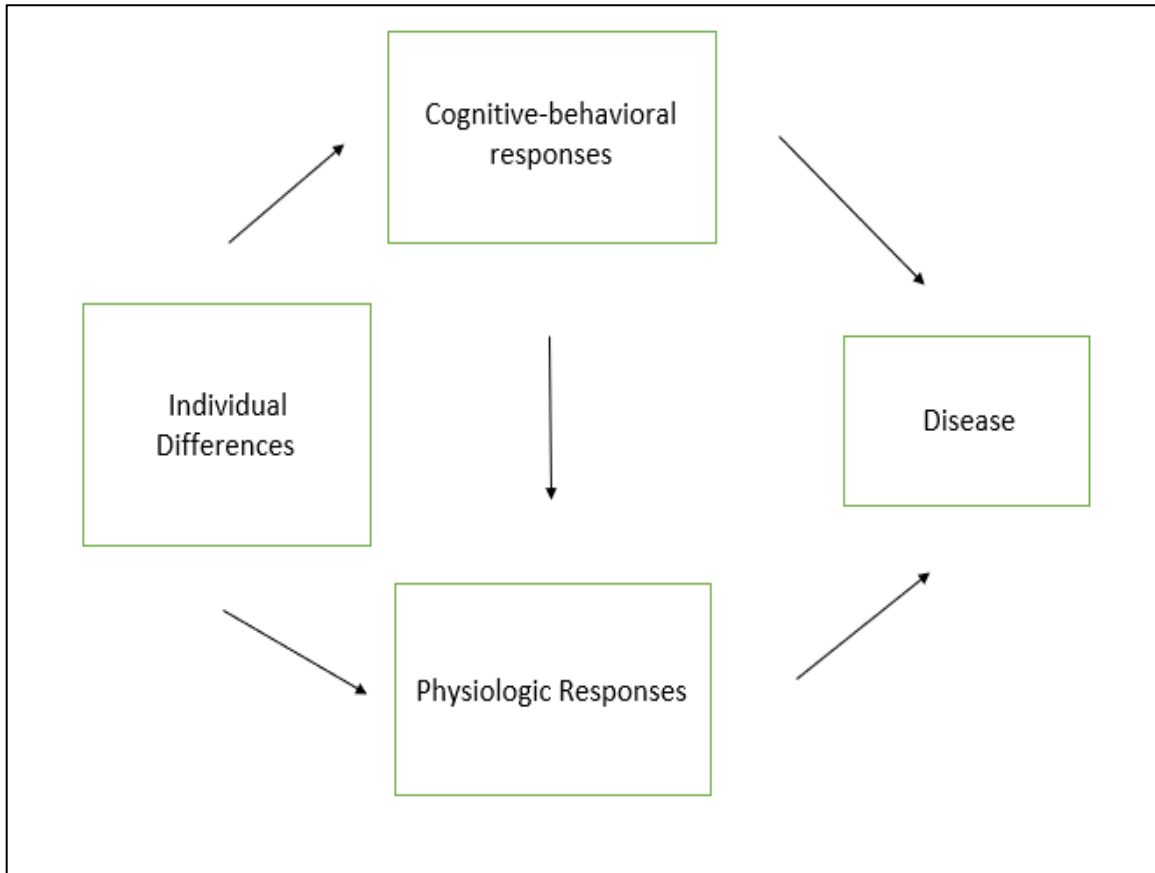 Cognitive-behavioral
responses
Individual
Differences
Disease
Physiologic Responses